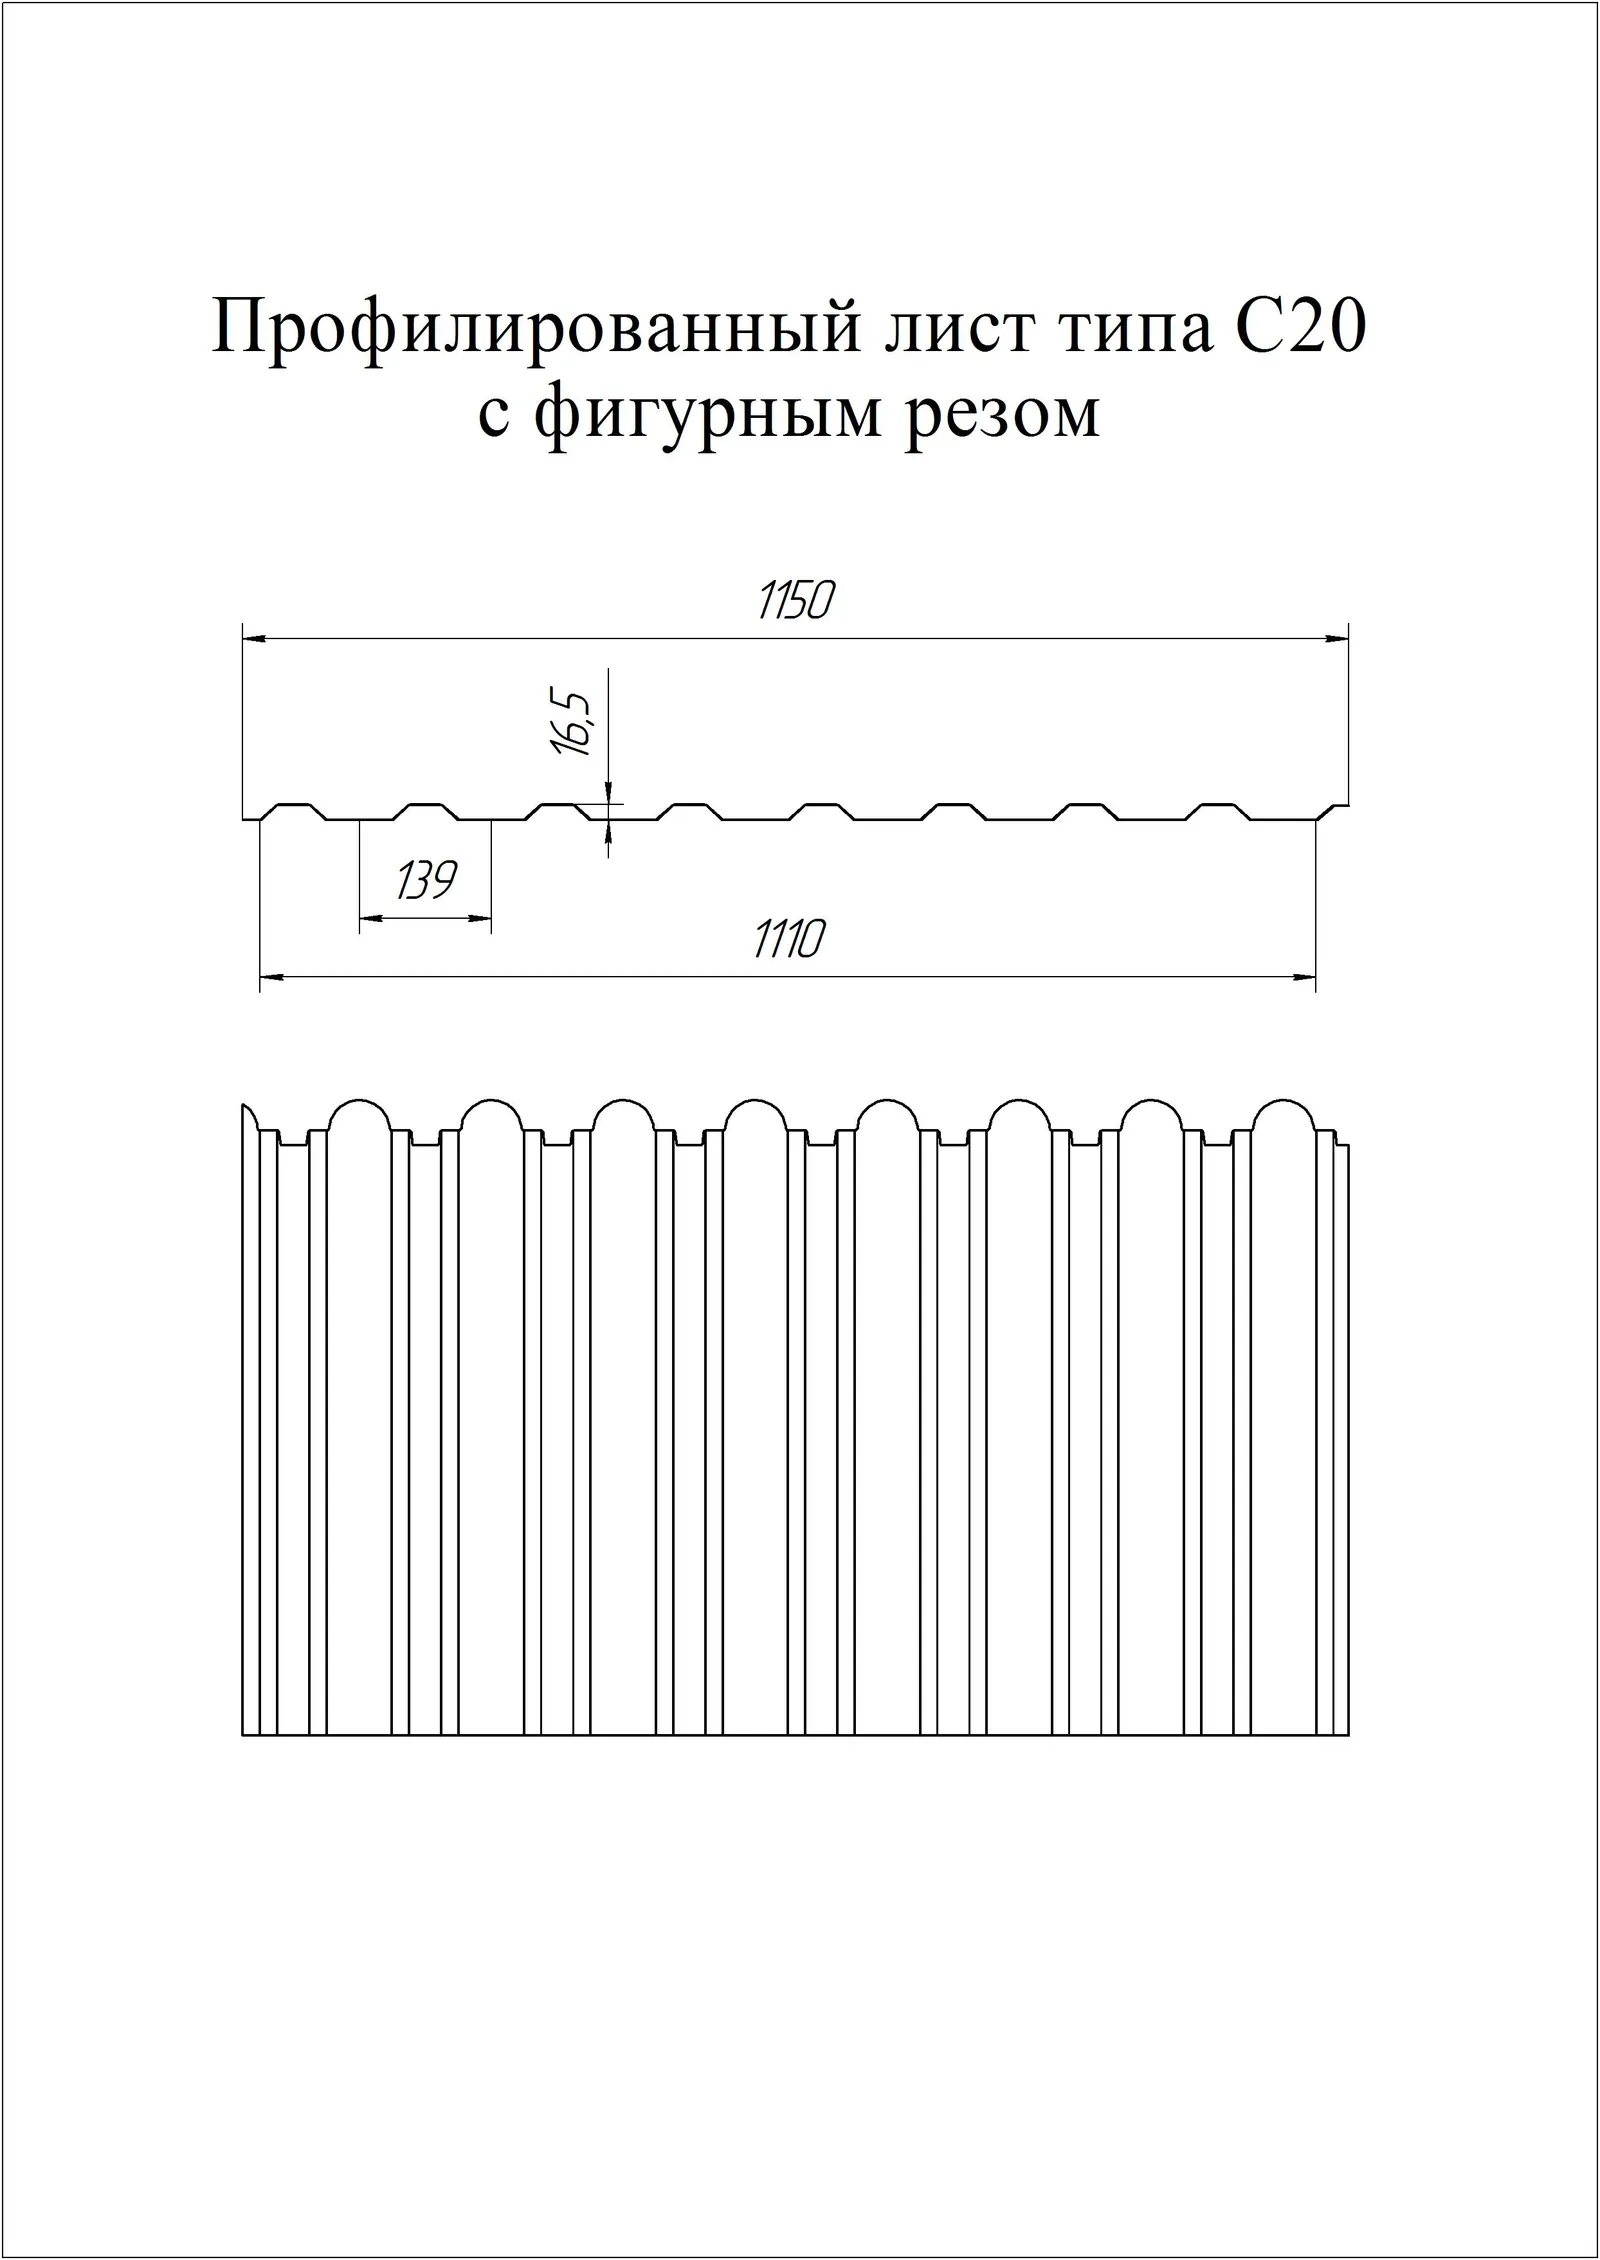 Профилированный лист типа С20
с фигурным резом
1150
16,5
139
1110